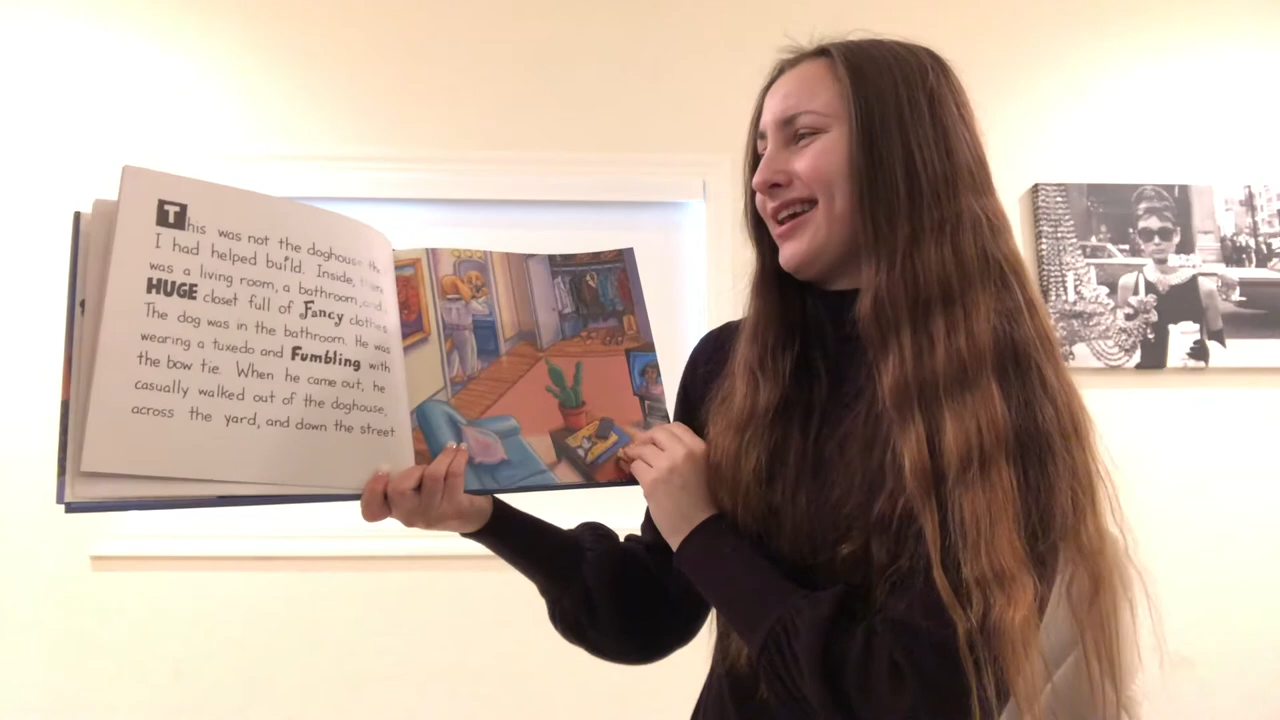 This was not the doghouse the
I had helped build. Inside, there
was a living room, a bathroom, and
HUGE closet full of Fancy clothes
The dog was in the bathroom. He was
wearing a tuxedo and Fumbling with
the bow tie. When he came out, he
casually walked out of the doghouse,
across the yard, and down the street